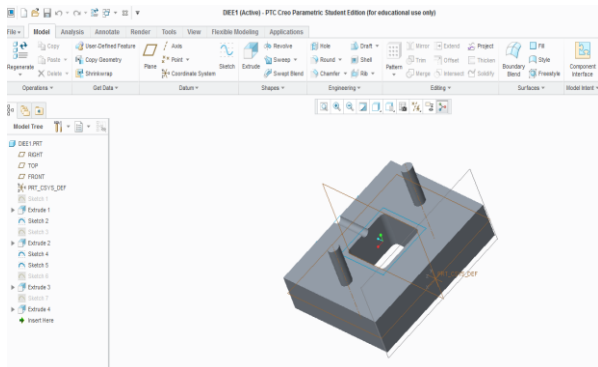 DIEE1 (Active) - PTC Creo Parametric Student Edition (for educational use only)
File Model Analysis Annotate Render Tools View Flexible Modeling Applications
Copy User-Defined Feature Axis Revolve Hole Draft Mirror Extend Project Fill
Paste Copy Geometry Point Sweep Round Shell Trim Offset Thicken Style
Regenerate Plane Sketch Extrude Pattern Boundary Blend Component Interface
Delete Shrinkwrap Coordinate System Swept Blend Chamfer Rib Merge Intersect Solidify Freestyle
Operations Get Data Datum Shapes Engineering Editing Surfaces Model Intent
Model Tree
DIEE1.PRT
RIGHT
TOP
FRONT
PRT_CSYS_DEF
Sketch 1
Extrude 1
Sketch 2
Sketch 3
Extrude 2
Sketch 4
Sketch 5
Sketch 6
Extrude 3
Sketch 7
Extrude 4
Insert Here
PRT_CSYS_DEF